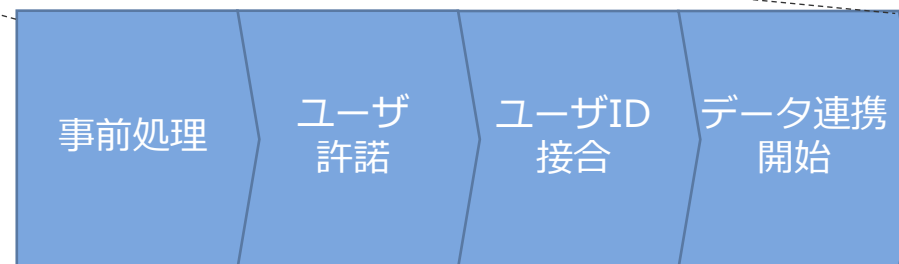 事前処理
ユーザ
許諾
ユーザID
接合
データ連携
開始